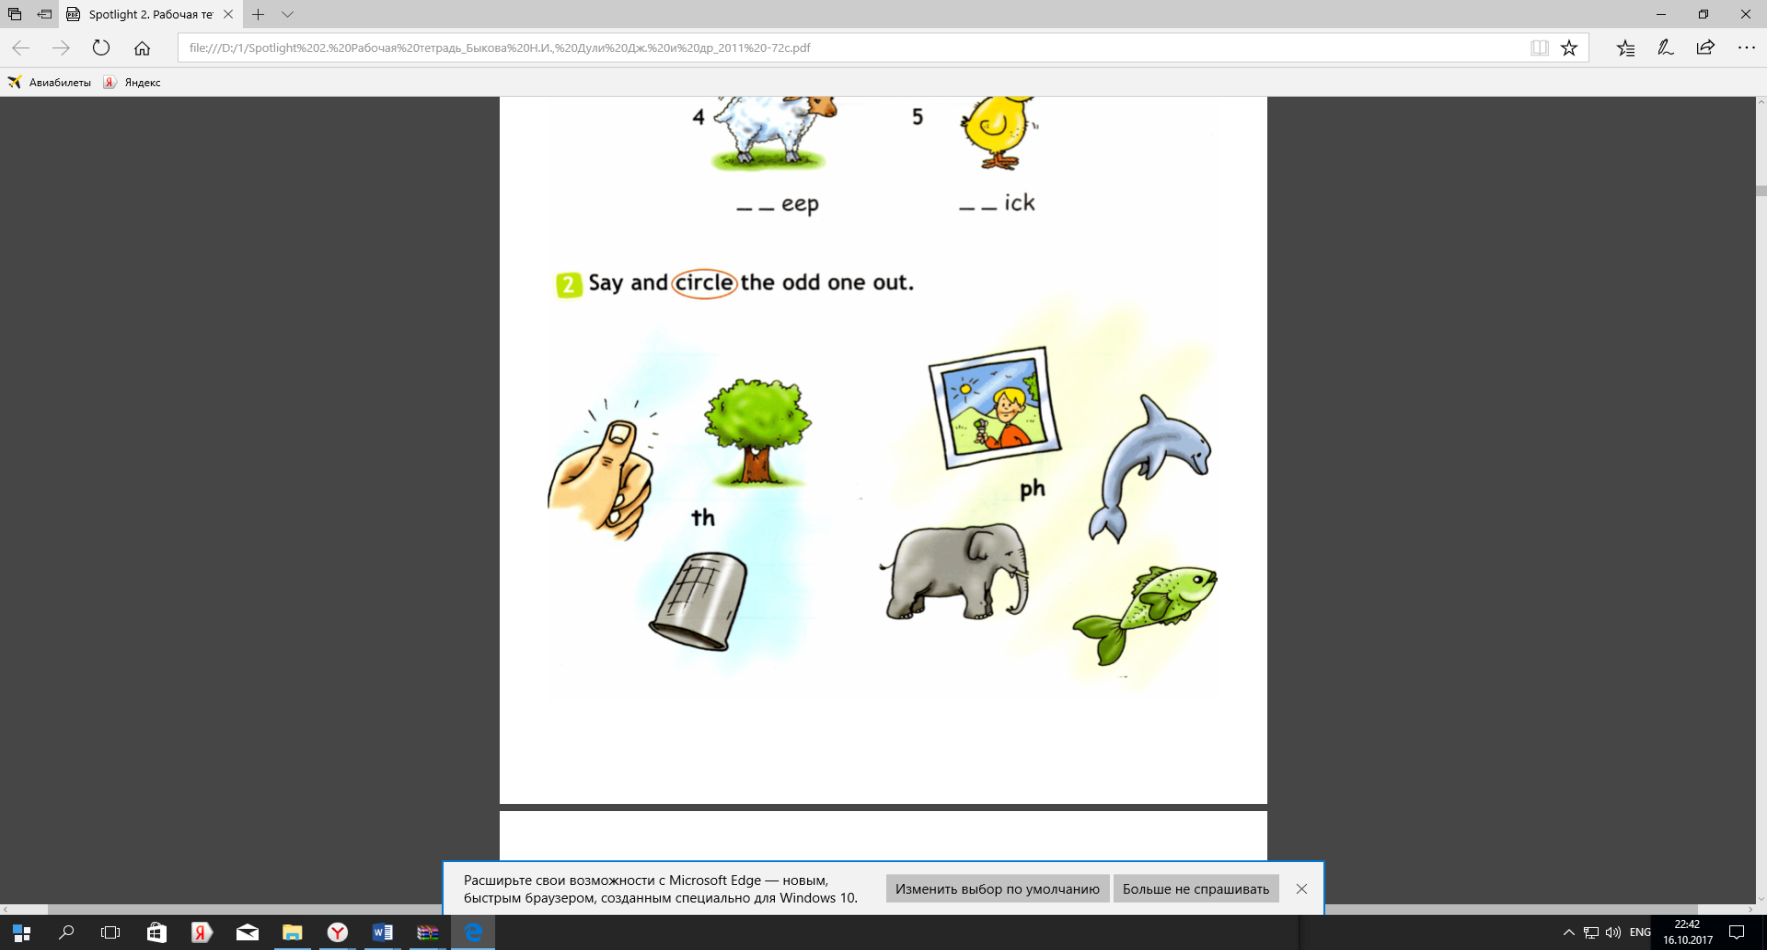 Spotlight 2. Рабочая те
file:///D:/1/Spotlight%202.%20Рабочая%20тетрадь_Быкова%20Н.И.,%20Дули%20Дж.%20и%20др_2011%20-72с.pdf
Авиабилеты
Яндекс
4
5
_ _ eep
_ _ ick
2 Say and circle the odd one out.
ph
th
Расширьте свои возможности с Microsoft Edge — новым,
быстрым браузером, созданным специально для Windows 10.
Изменить выбор по умолчанию
Больше не спрашивать
ENG
22:42
16.10.2017